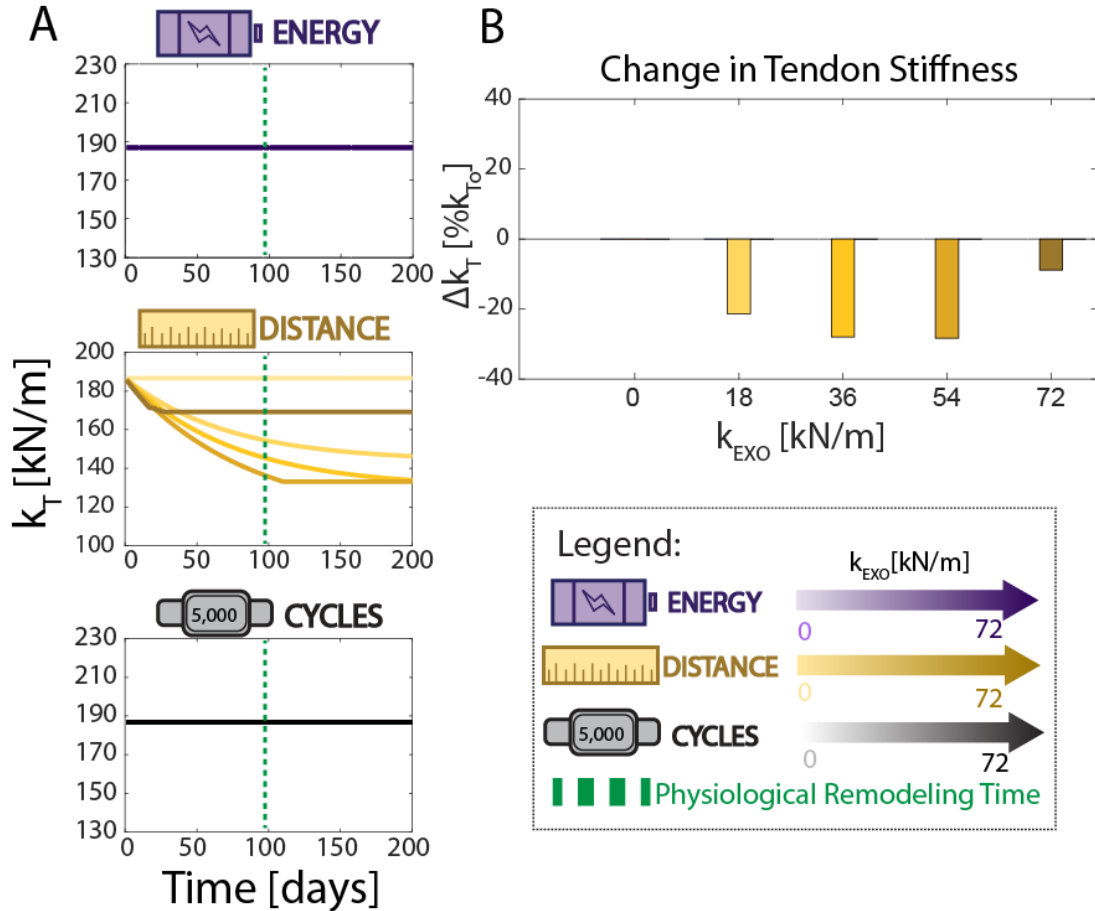 A
ENERGY
230
210
190
170
150
130
0 50 100 150 200
DISTANCE
200
180
160
140
120
100
0 50 100 150 200
k_T [kN/m]
5,000 CYCLES
230
210
190
170
150
130
0 50 100 150 200
Time [days]
B
Change in Tendon Stiffness
40
20
0
-20
-40
Δk_T [%k_To]
0 18 36 54 72
k_EXO [kN/m]
Legend:
k_EXO[kN/m]
ENERGY
0 72
DISTANCE
0 72
5,000 CYCLES
0 72
Physiological Remodeling Time